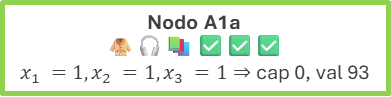 Nodo A1a
🧥 🎧 📚 ✅ ✅ ✅
x₁ = 1, x₂ = 1, x₃ = 1 ⇒ cap 0, val 93